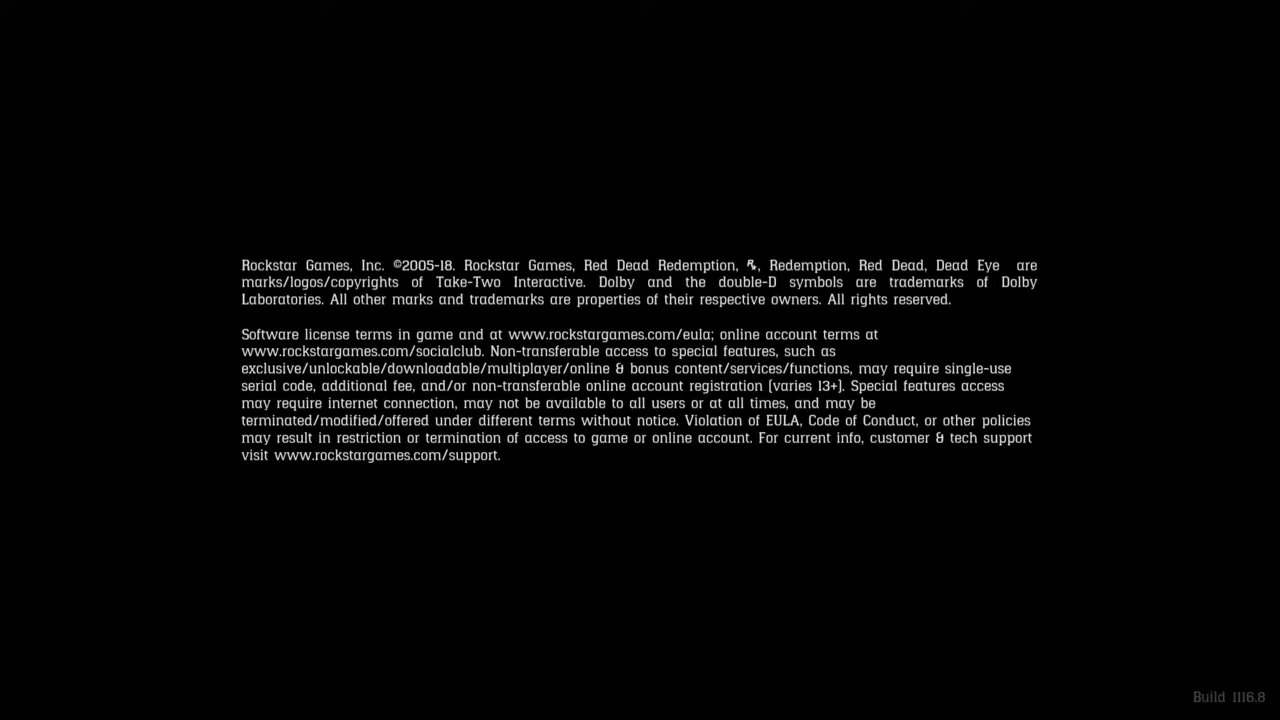 Rockstar Games, Inc. ©2005-18. Rockstar Games, Red Dead Redemption, R*, Redemption, Red Dead, Dead Eye are
marks/logos/copyrights of Take-Two Interactive. Dolby and the double-D symbols are trademarks of Dolby
Laboratories. All other marks and trademarks are properties of their respective owners. All rights reserved.
Software license terms in game and at www.rockstargames.com/eula; online account terms at
www.rockstargames.com/socialclub. Non-transferable access to special features, such as
exclusive/unlockable/downloadable/multiplayer/online & bonus content/services/functions, may require single-use
serial code, additional fee, and/or non-transferable online account registration (varies 13+). Special features access
may require internet connection, may not be available to all users or at all times, and may be
terminated/modified/offered under different terms without notice. Violation of EULA, Code of Conduct, or other policies
may result in restriction or termination of access to game or online account. For current info, customer & tech support
visit www.rockstargames.com/support.
Build 1116.8